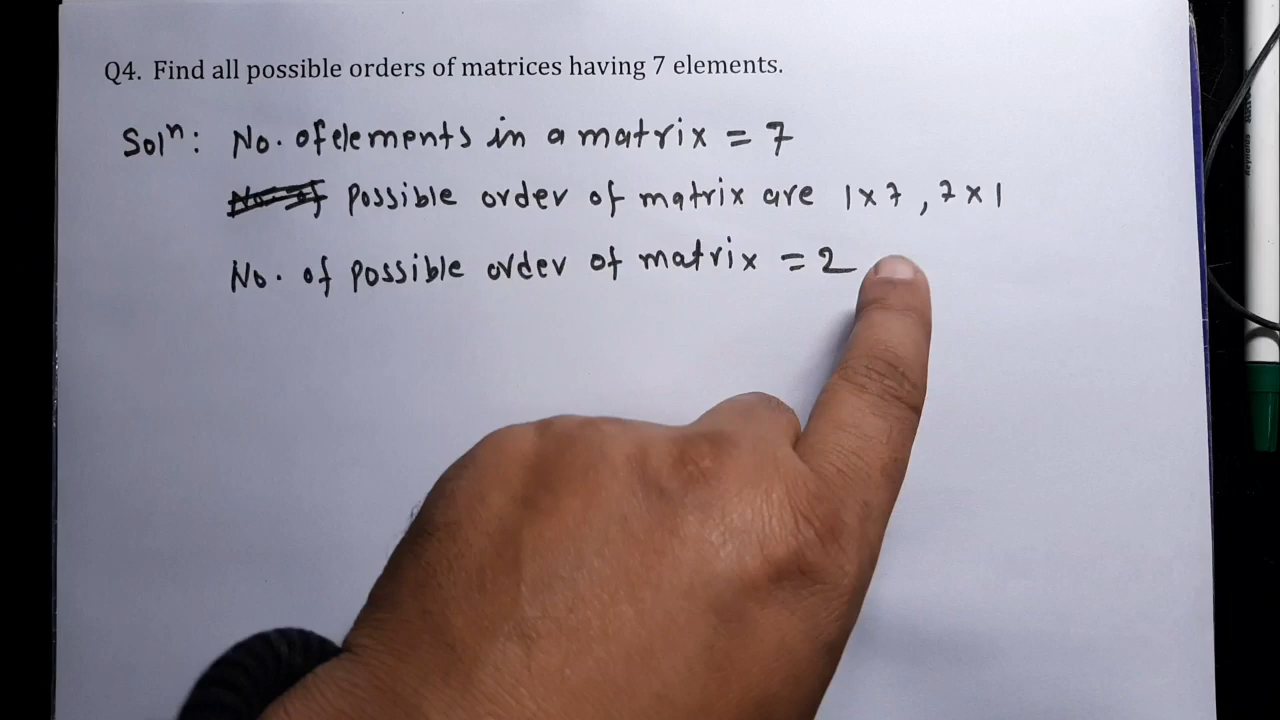 Q4. Find all possible orders of matrices having 7 elements.
Solⁿ: No. of elements in a matrix = 7
possible order of matrix are 1×7, 7×1
No. of possible order of matrix = 2